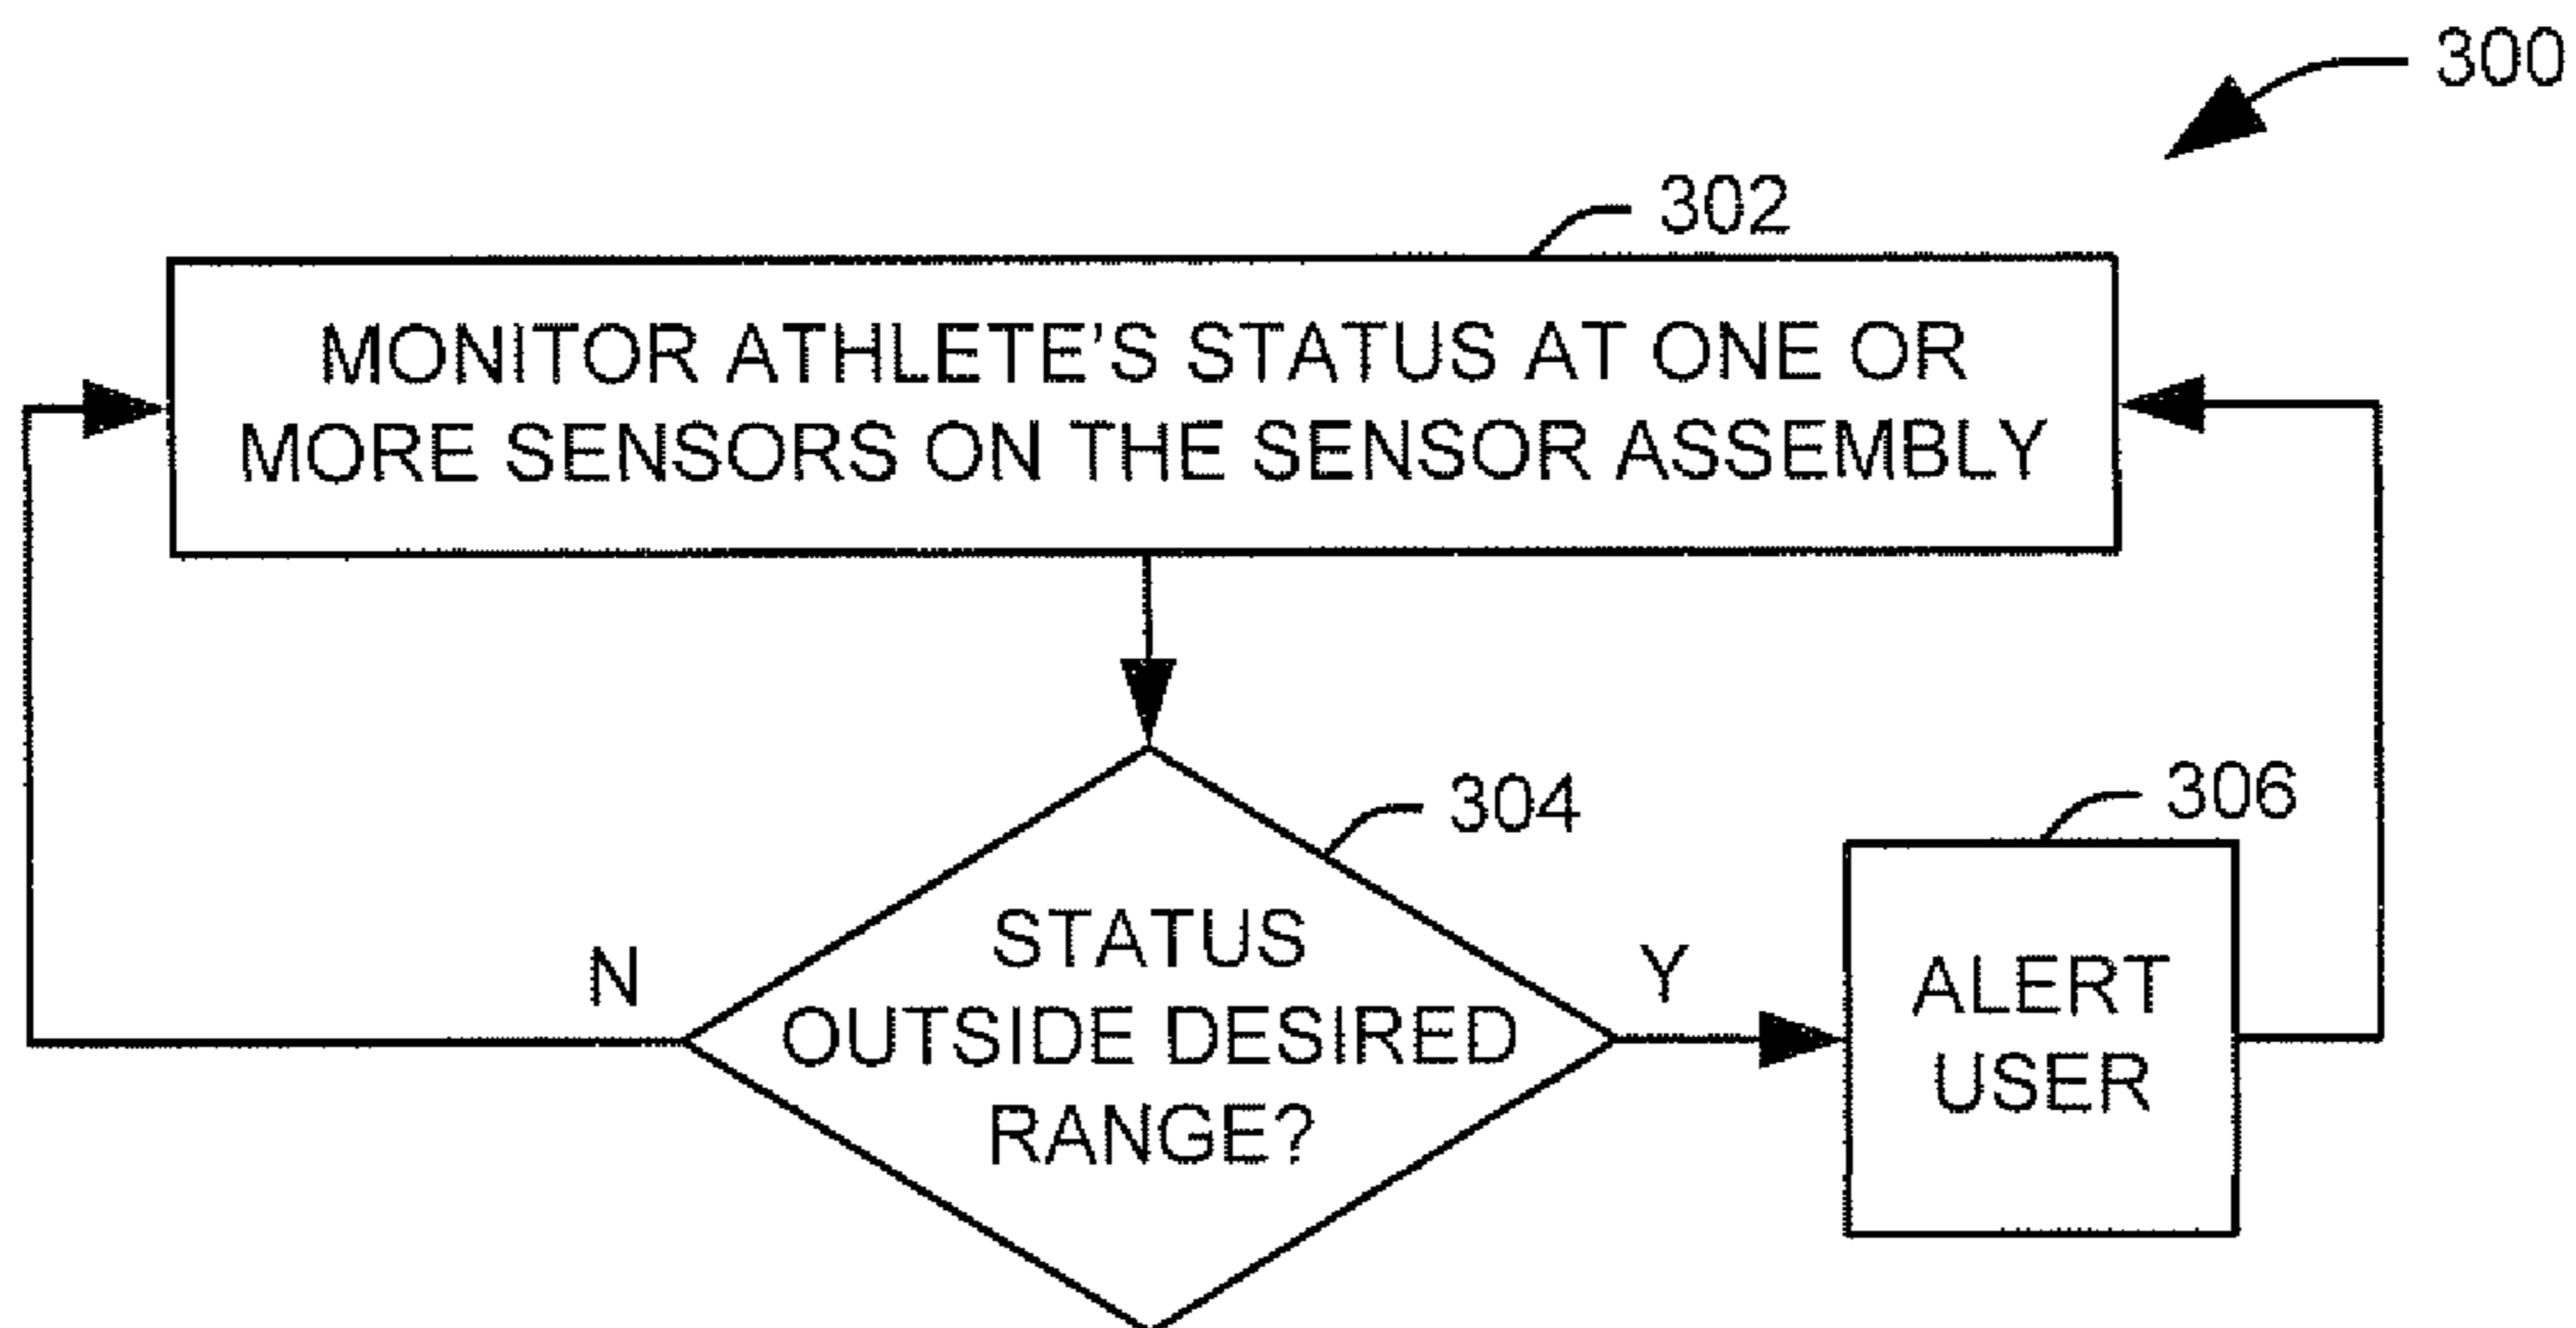 300
302
MONITOR ATHLETE'S STATUS AT ONE OR
MORE SENSORS ON THE SENSOR ASSEMBLY
304
306
STATUS
OUTSIDE DESIRED
RANGE?
N
Y
ALERT
USER